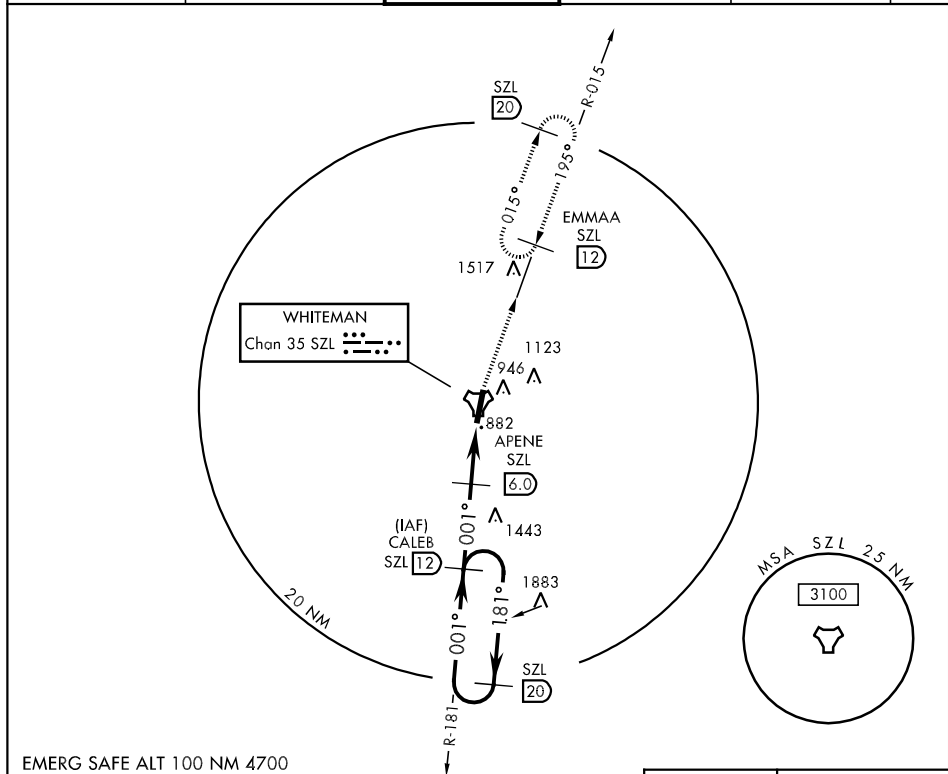 R-015
SZL
20
195°
015°
EMMAA
SZL
12
1517
WHITEMAN
Chan 35 SZL
1123
946
882
APENE
SZL
6.0
001°
1443
(IAF)
CALEB
SZL 12
1883
181°
001°
20 NM
SZL
20
R-181
MSA SZL 25 NM
3100
EMERG SAFE ALT 100 NM 4700